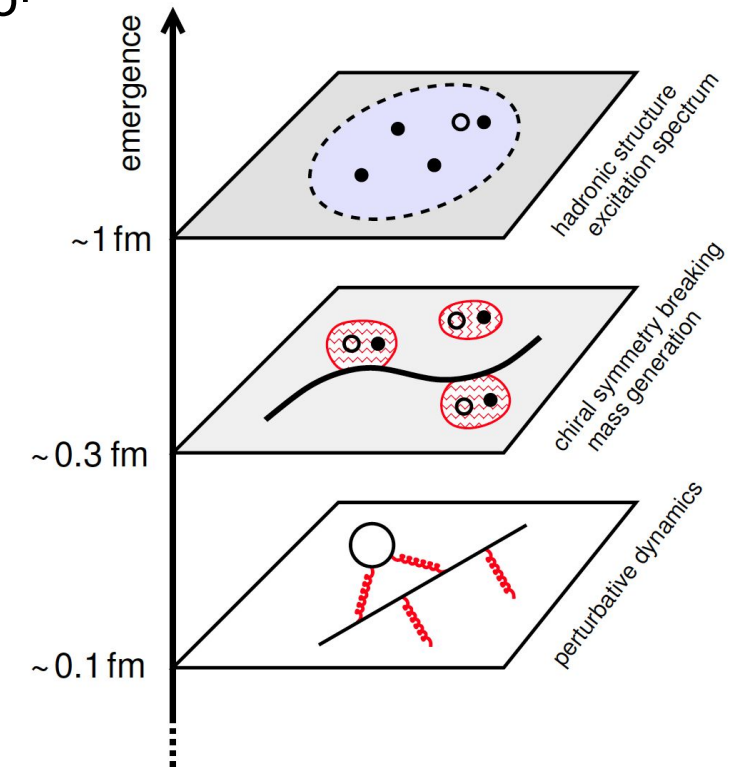 emergence
hadronic structure
excitation spectrum
~1 fm
chiral symmetry breaking
mass generation
~0.3 fm
perturbative dynamics
~0.1 fm